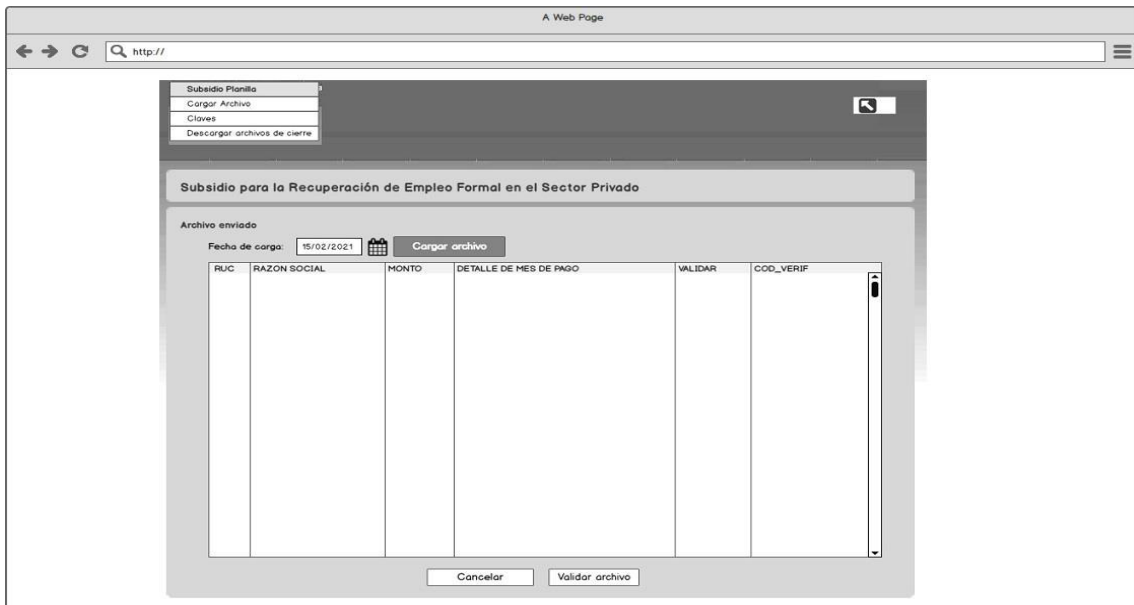 A Web Page
http://
Subsidio Planilla
Cargar Archivo
Claves
Descargar archivos de cierre
Subsidio para la Recuperación de Empleo Formal en el Sector Privado
Archivo enviado
Fecha de carga: 15/02/2021 Cargar archivo
RUC RAZON SOCIAL MONTO DETALLE DE MES DE PAGO VALIDAR COD_VERIF
Cancelar Validar archivo